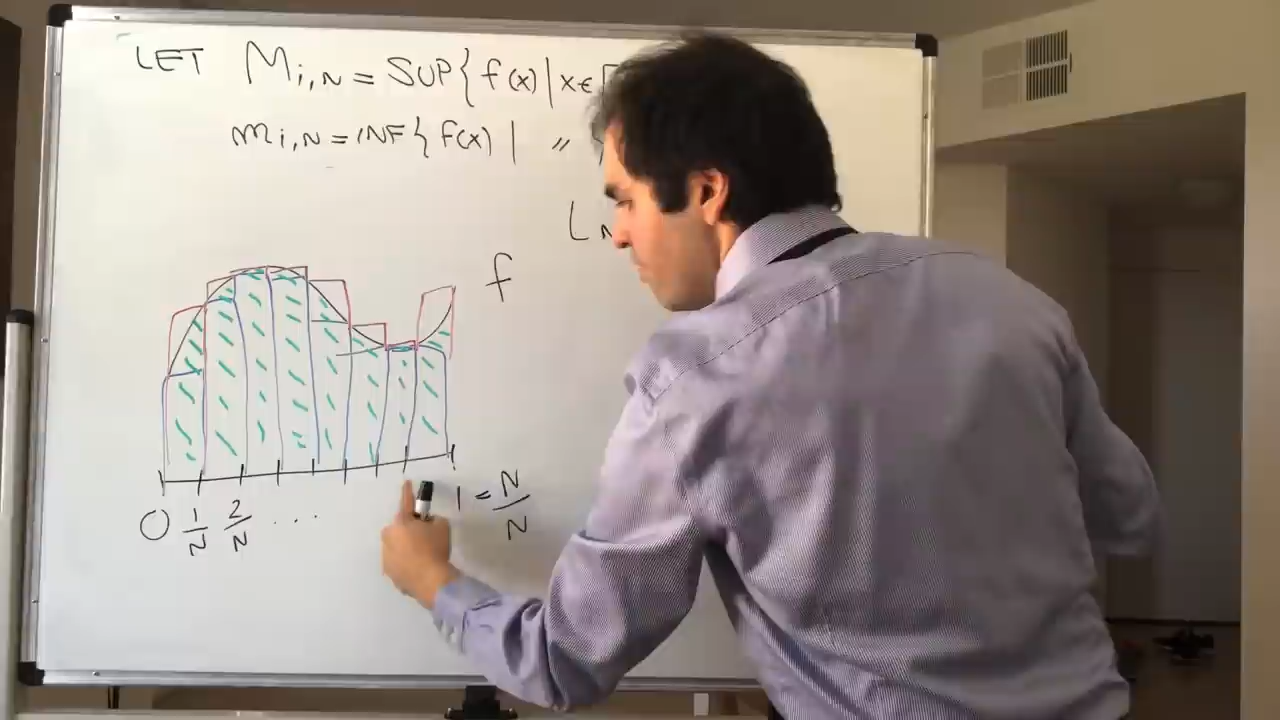 LET M i,N = SUP{ f(x) | x ∈ [
m i,N = INF{ f(x) | "
L N
f
0 1/N 2/N ... 1 = N/N